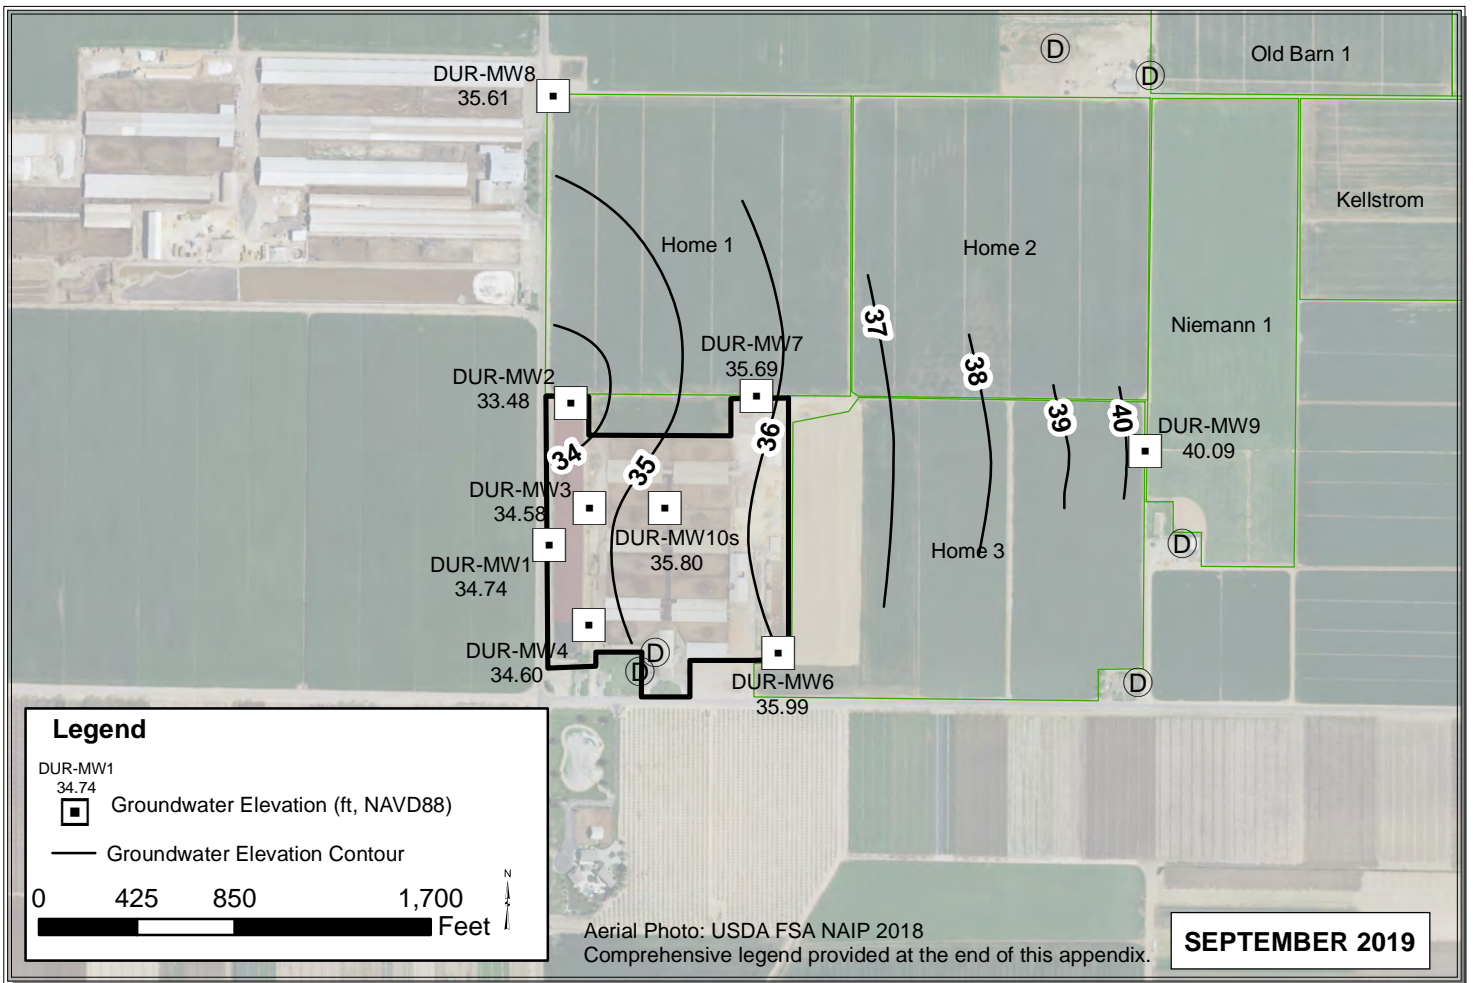 D
Old Barn 1
D
DUR-MW8
35.61
Kellstrom
Home 1
Home 2
Niemann 1
37
DUR-MW7
35.69
38
DUR-MW2
33.48
39
40
DUR-MW9
40.09
36
34
35
DUR-MW3
34.58
DUR-MW10s
35.80
Home 3
D
DUR-MW1
34.74
DUR-MW4
34.60
D
D
DUR-MW6
35.99
D
Legend
DUR-MW1
34.74
Groundwater Elevation (ft, NAVD88)
Groundwater Elevation Contour
N
0 425 850 1,700
Feet
Aerial Photo: USDA FSA NAIP 2018
Comprehensive legend provided at the end of this appendix.
SEPTEMBER 2019